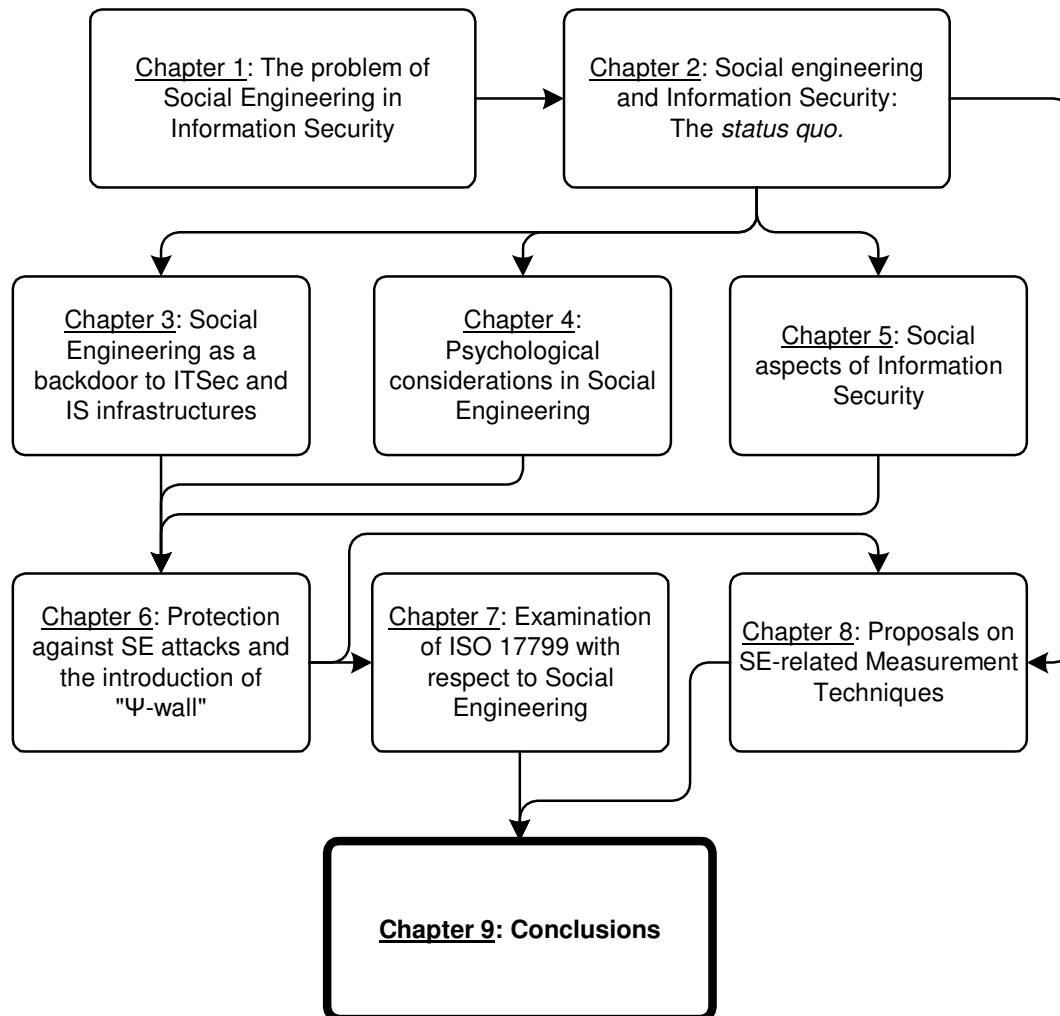 Chapter 1: The problem of
Social Engineering in
Information Security
Chapter 2: Social engineering
and Information Security:
The status quo.
Chapter 3: Social
Engineering as a
backdoor to ITSec and
IS infrastructures
Chapter 4:
Psychological
considerations in Social
Engineering
Chapter 5: Social
aspects of Information
Security
Chapter 6: Protection
against SE attacks and
the introduction of
"Ψ-wall"
Chapter 7: Examination
of ISO 17799 with
respect to Social
Engineering
Chapter 8: Proposals on
SE-related Measurement
Techniques
Chapter 9: Conclusions